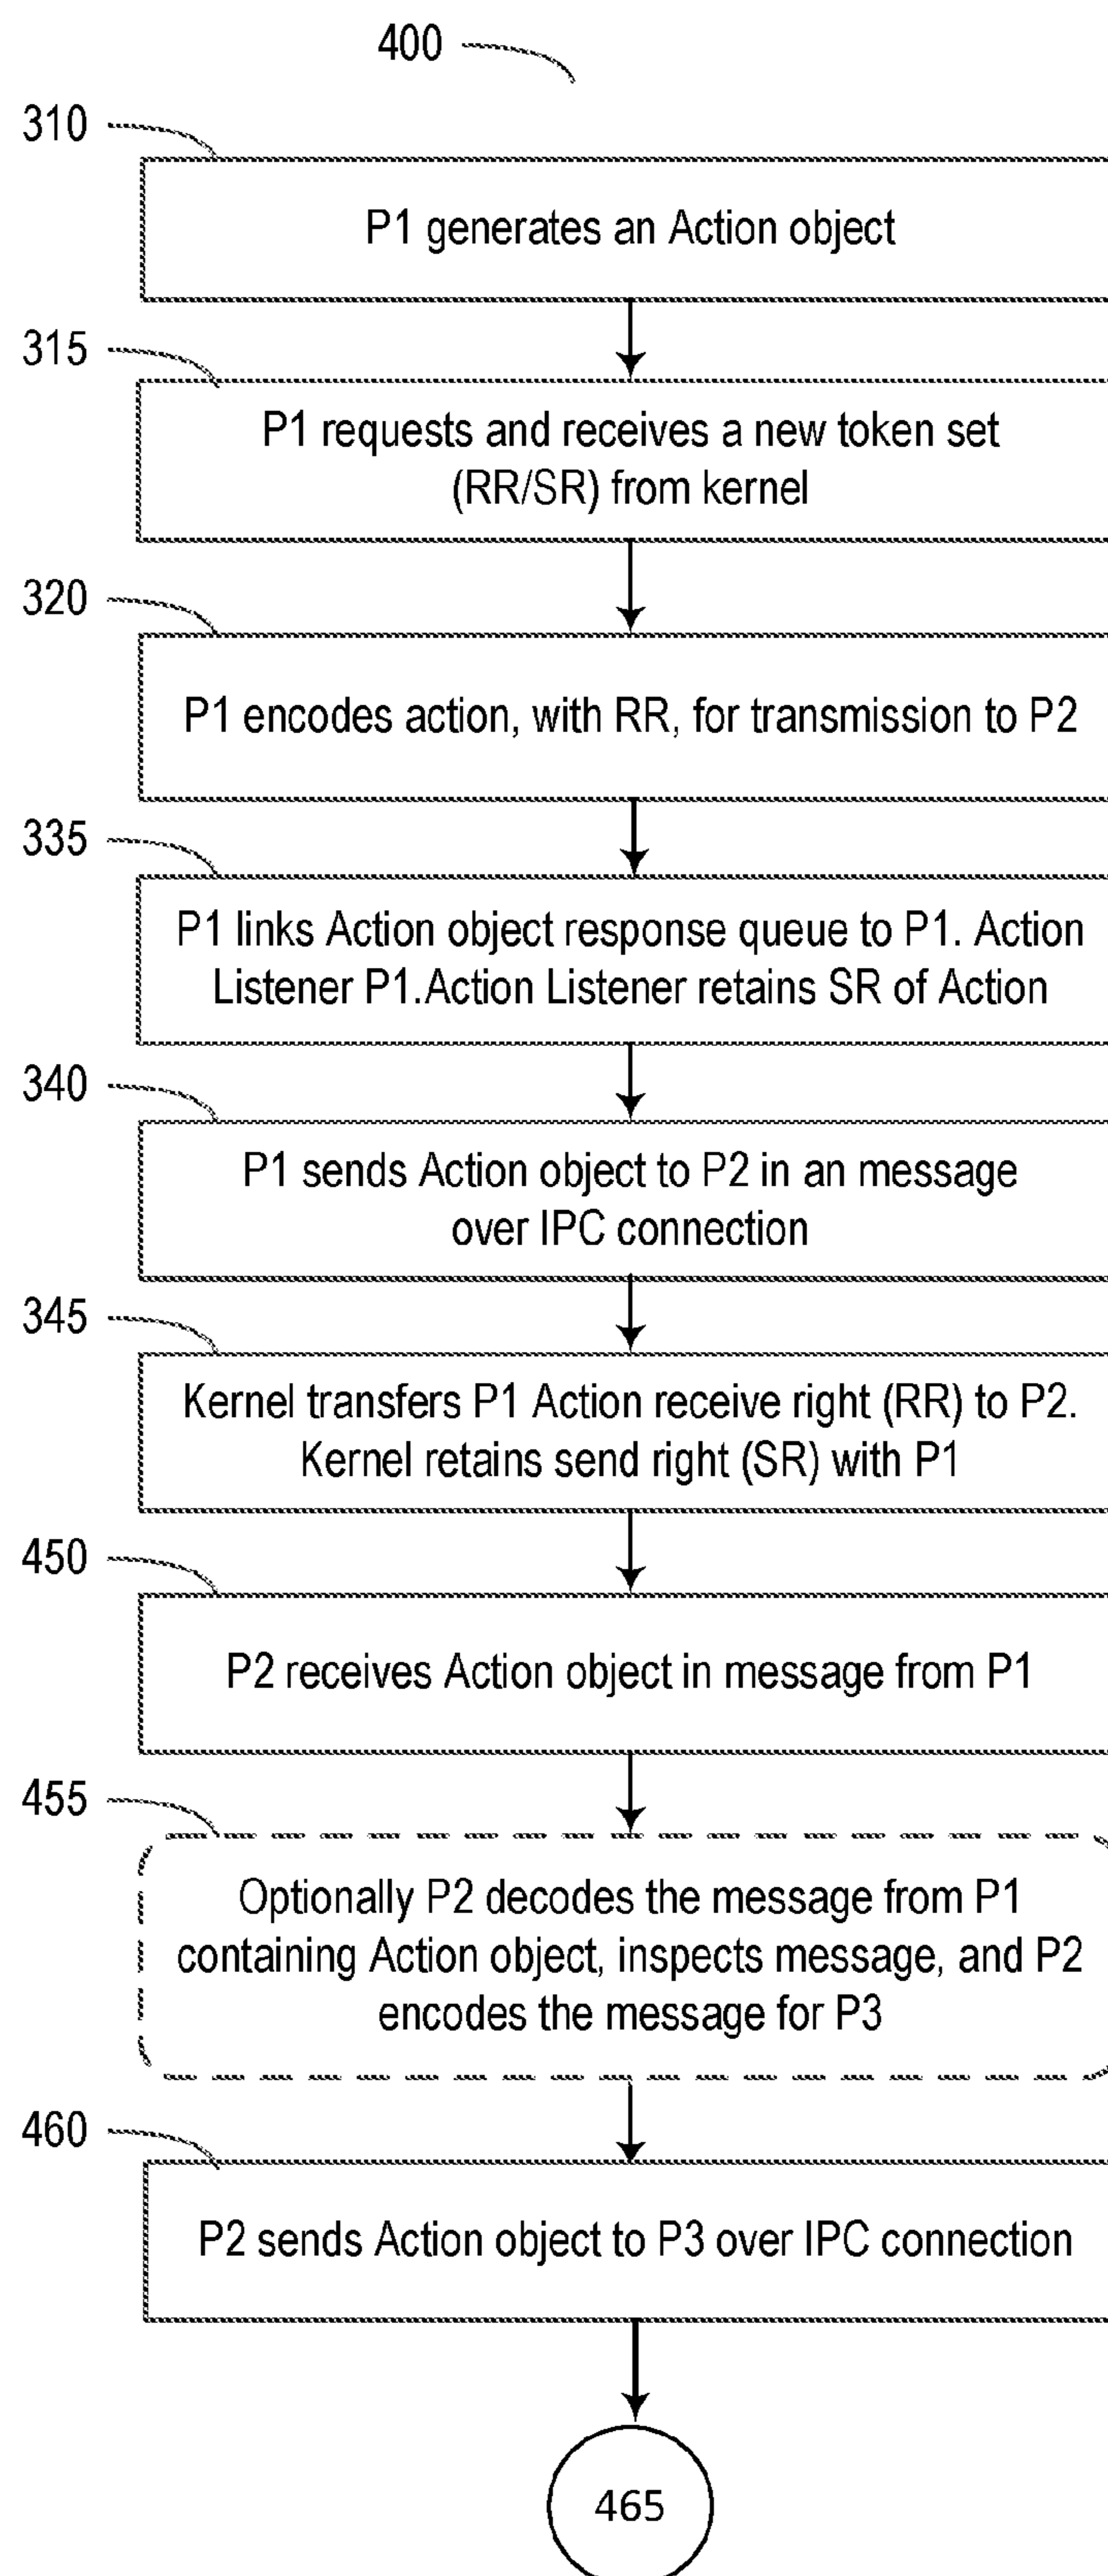 400
310
P1 generates an Action object
315
P1 requests and receives a new token set
(RR/SR) from kernel
320
P1 encodes action, with RR, for transmission to P2
335
P1 links Action object response queue to P1. Action
Listener P1.Action Listener retains SR of Action
340
P1 sends Action object to P2 in an message
over IPC connection
345
Kernel transfers P1 Action receive right (RR) to P2.
Kernel retains send right (SR) with P1
450
P2 receives Action object in message from P1
455
Optionally P2 decodes the message from P1
containing Action object, inspects message, and P2
encodes the message for P3
460
P2 sends Action object to P3 over IPC connection
465